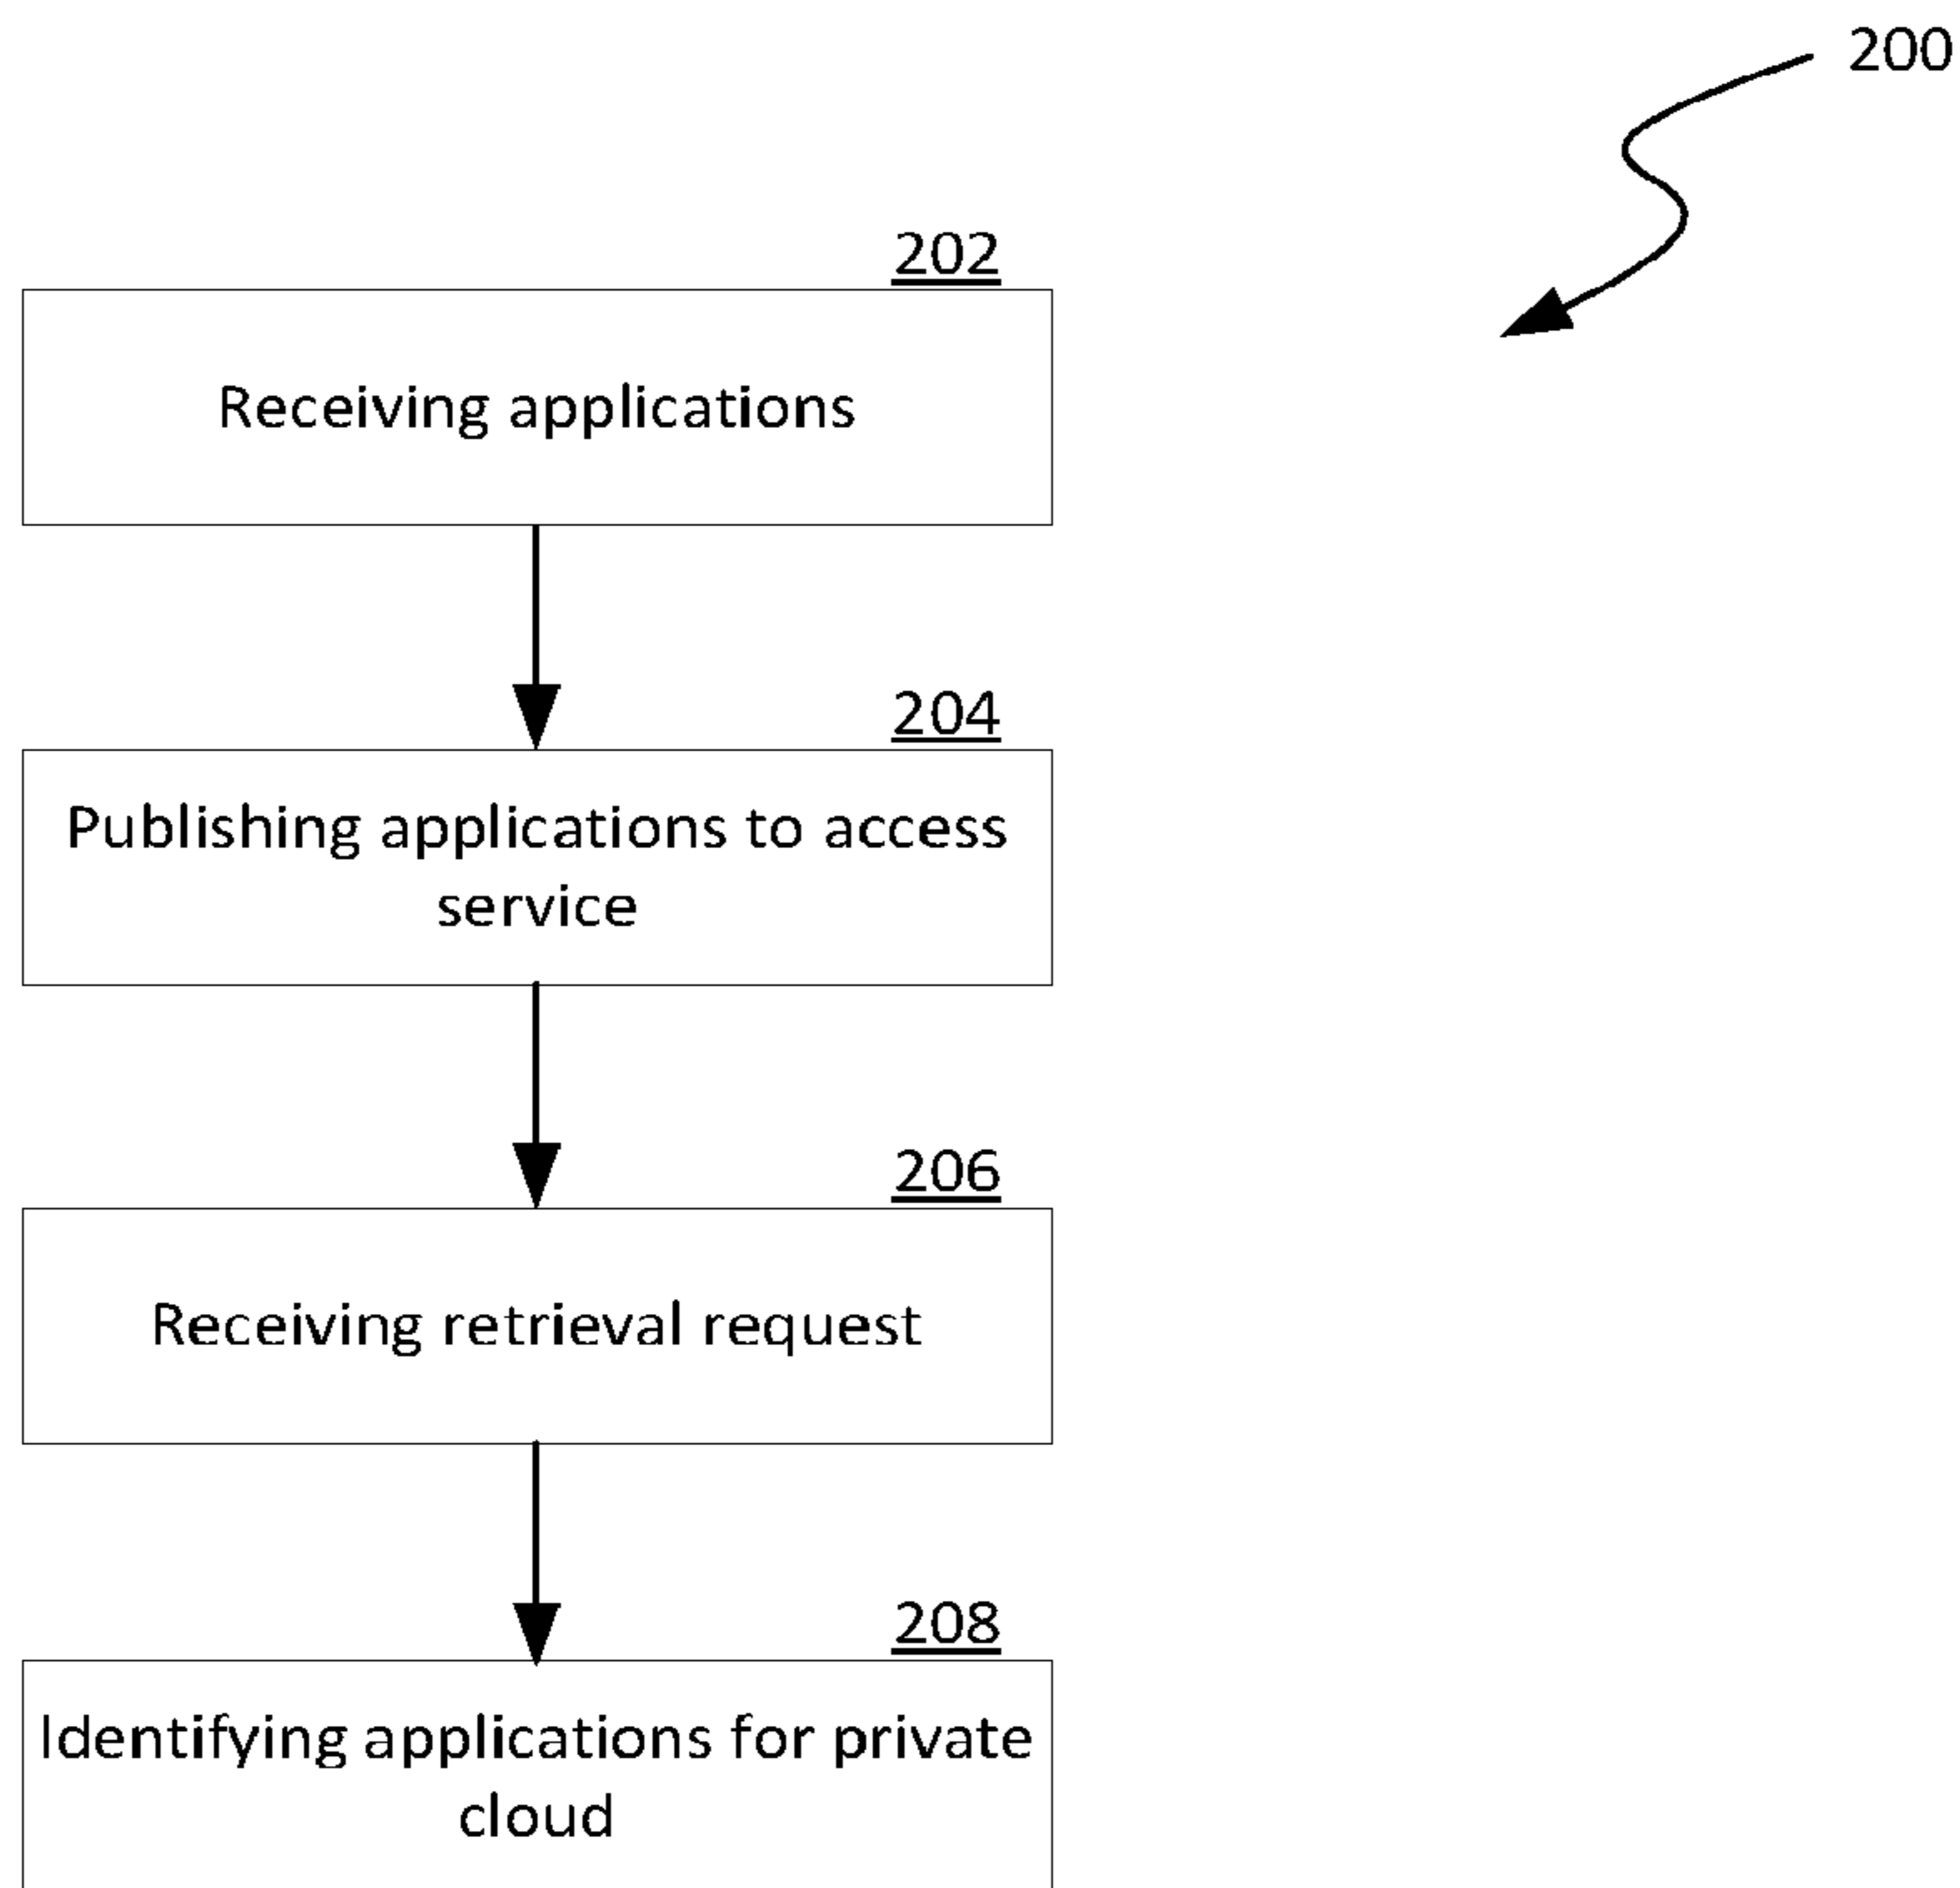 200
202
Receiving applications
204
Publishing applications to access
service
206
Receiving retrieval request
208
Identifying applications for private
cloud